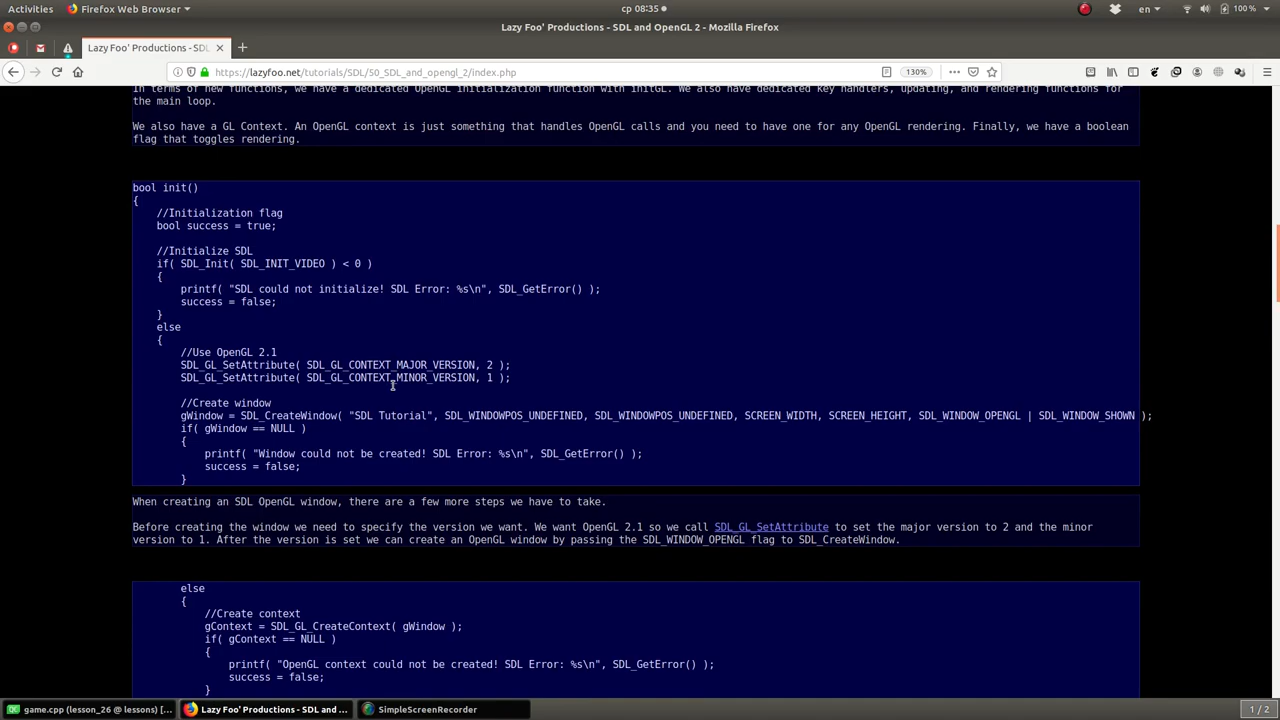 Activities
Firefox Web Browser
ср 08:35
en
100 %
Lazy Foo' Productions - SDL and OpenGL 2 - Mozilla Firefox
Lazy Foo' Productions - SDL
https://lazyfoo.net/tutorials/SDL/50_SDL_and_opengl_2/index.php
130%
In terms of new functions, we have a dedicated OpenGL initialization function with initGL. We also have dedicated key handlers, updating, and rendering functions for
the main loop.
We also have a GL Context. An OpenGL context is just something that handles OpenGL calls and you need to have one for any OpenGL rendering. Finally, we have a boolean
flag that toggles rendering.
bool init()
{
//Initialization flag
bool success = true;
//Initialize SDL
if( SDL_Init( SDL_INIT_VIDEO ) < 0 )
{
printf( "SDL could not initialize! SDL Error: %s\n", SDL_GetError() );
success = false;
}
else
{
//Use OpenGL 2.1
SDL_GL_SetAttribute( SDL_GL_CONTEXT_MAJOR_VERSION, 2 );
SDL_GL_SetAttribute( SDL_GL_CONTEXT_MINOR_VERSION, 1 );
//Create window
gWindow = SDL_CreateWindow( "SDL Tutorial", SDL_WINDOWPOS_UNDEFINED, SDL_WINDOWPOS_UNDEFINED, SCREEN_WIDTH, SCREEN_HEIGHT, SDL_WINDOW_OPENGL | SDL_WINDOW_SHOWN );
if( gWindow == NULL )
{
printf( "Window could not be created! SDL Error: %s\n", SDL_GetError() );
success = false;
}
When creating an SDL OpenGL window, there are a few more steps we have to take.
Before creating the window we need to specify the version we want. We want OpenGL 2.1 so we call SDL_GL_SetAttribute to set the major version to 2 and the minor
version to 1. After the version is set we can create an OpenGL window by passing the SDL_WINDOW_OPENGL flag to SDL_CreateWindow.
else
{
//Create context
gContext = SDL_GL_CreateContext( gWindow );
if( gContext == NULL )
{
printf( "OpenGL context could not be created! SDL Error: %s\n", SDL_GetError() );
success = false;
}
game.cpp (lesson_26 @ lessons) [...
Lazy Foo' Productions - SDL and ...
SimpleScreenRecorder
1 / 2